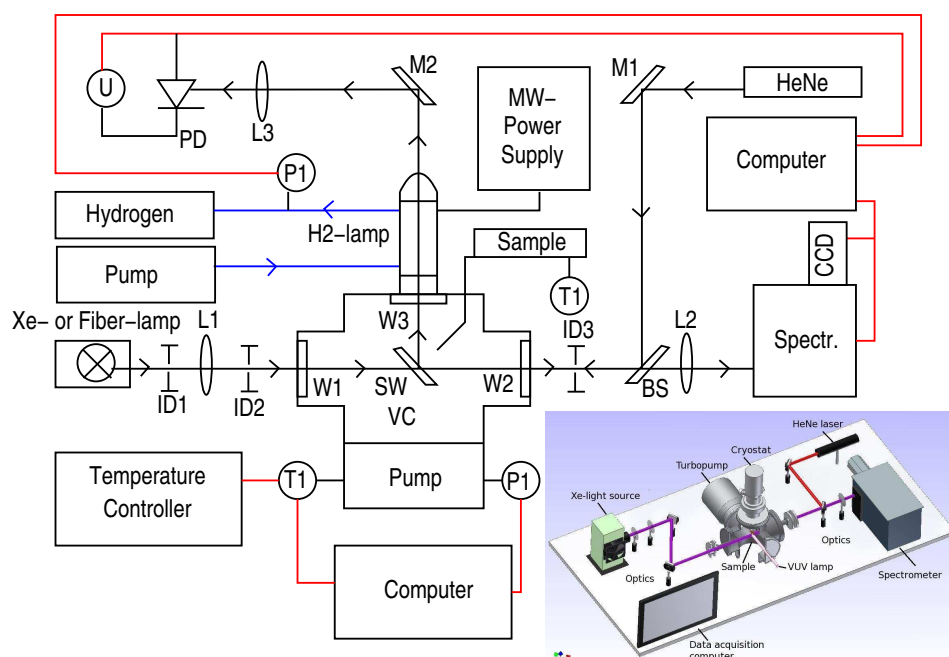 M2
M1
HeNe
U
PD
L3
MW-
Power
Supply
Computer
P1
Hydrogen
H2-lamp
Sample
CCD
Pump
T1
Xe- or Fiber-lamp
L1
W3
ID3
L2
Spectr.
ID1
ID2
W1
SW
VC
W2
BS
Temperature
Controller
T1
Pump
P1
Computer
HeNe laser
Cryostat
Turbopump
Xe-light source
Optics
Optics
Sample
VUV lamp
Spectrometer
Data acquisition
computer